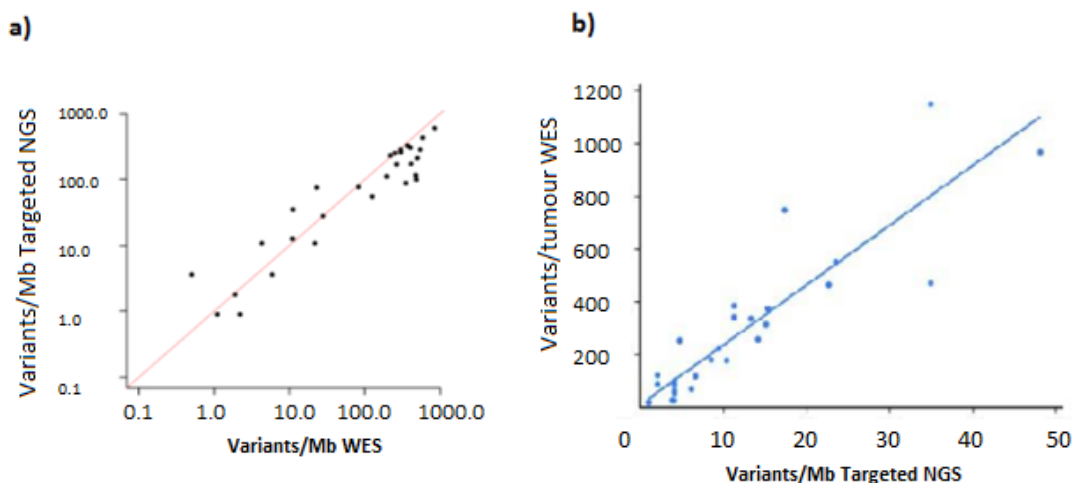 a)
Variants/Mb Targeted NGS
1000.0
100.0
10.0
1.0
0.1
0.1 1.0 10.0 100.0 1000.0
Variants/Mb WES
b)
Variants/tumour WES
1200
1000
800
600
400
200
0 10 20 30 40 50
Variants/Mb Targeted NGS